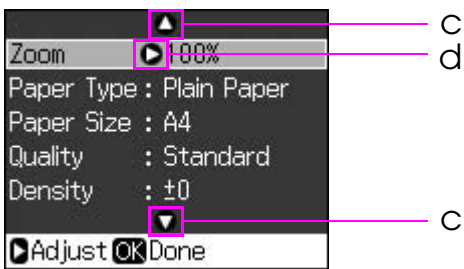 c
Zoom 100%
d
Paper Type : Plain Paper
Paper Size : A4
Quality : Standard
Density : ±0
c
Adjust OK Done